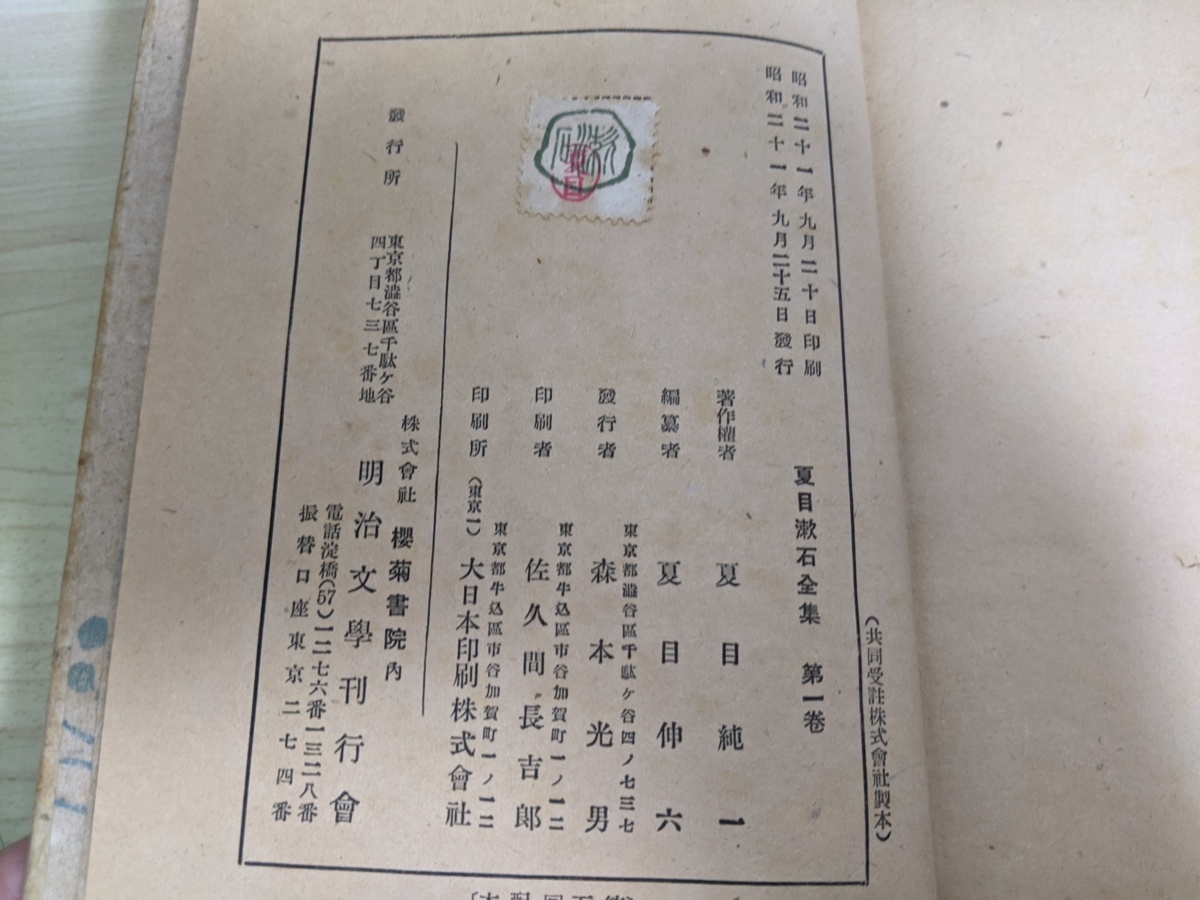 (共同受註株式會社製本)
昭和二十一年九月二十日印刷
昭和二十一年九月二十五日發行
夏目漱石全集 第一卷
著作權者 夏目純一
編纂者 夏目伸六
東京都澁谷區千駄ケ谷四ノ七三七
發行者 森本光男
東京都牛込區市谷加賀町一ノ一二
印刷者 佐久間長吉郎
東京都牛込區市谷加賀町一ノ一二
印刷所 (東京一) 大日本印刷株式會社
漱石
夏目
株式會社 櫻菊書院內
發行所 東京都澁谷區千駄ケ谷
四丁目七三七番地
明治文學刊行會
電話淀橋(57)一二七六番一三二八番
振替口座東京二七四番